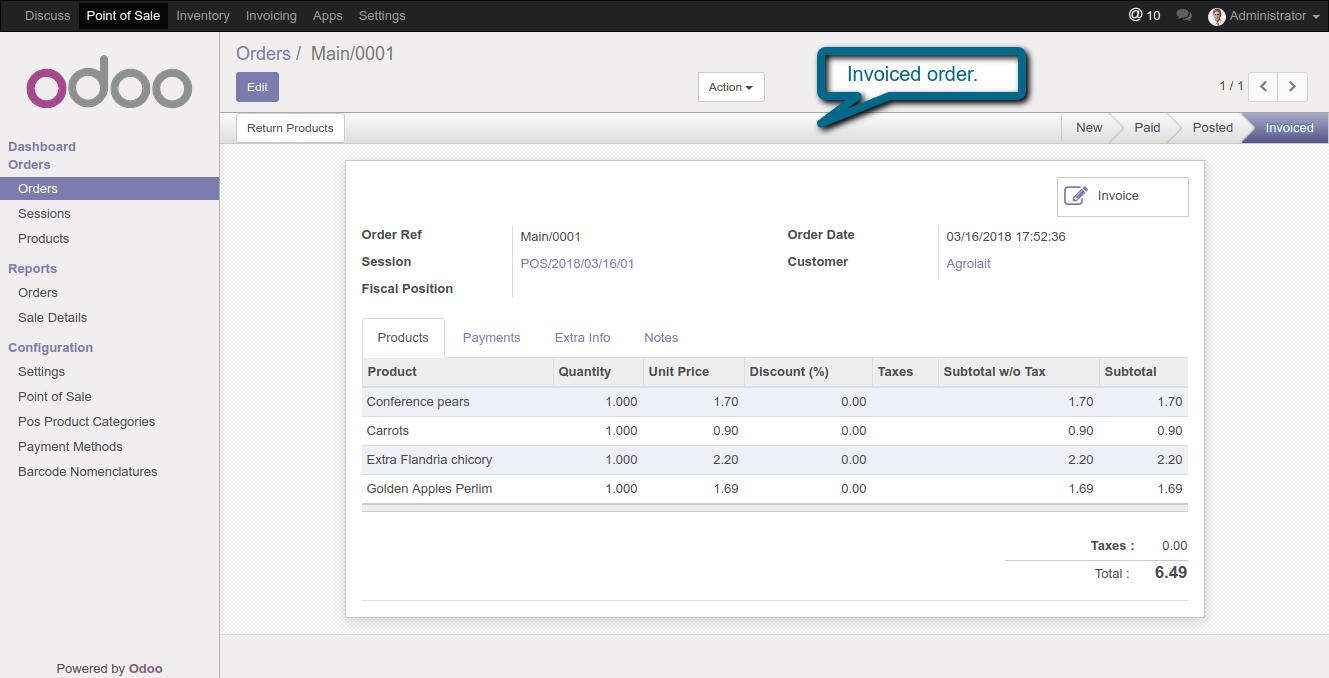 Discuss Point of Sale Inventory Invoicing Apps Settings @ 10 Administrator
odoo
Dashboard
Orders
Orders
Sessions
Products
Reports
Orders
Sale Details
Configuration
Settings
Point of Sale
Pos Product Categories
Payment Methods
Barcode Nomenclatures
Powered by Odoo
Orders / Main/0001
Edit Action 1 / 1
Invoiced order.
Return Products New Paid Posted Invoiced
Invoice
Order Ref Main/0001 Order Date 03/16/2018 17:52:36
Session POS/2018/03/16/01 Customer Agrolait
Fiscal Position
Products Payments Extra Info Notes
Product Quantity Unit Price Discount (%) Taxes Subtotal w/o Tax Subtotal
Conference pears 1.000 1.70 0.00 1.70 1.70
Carrots 1.000 0.90 0.00 0.90 0.90
Extra Flandria chicory 1.000 2.20 0.00 2.20 2.20
Golden Apples Perlim 1.000 1.69 0.00 1.69 1.69
Taxes : 0.00
Total : 6.49